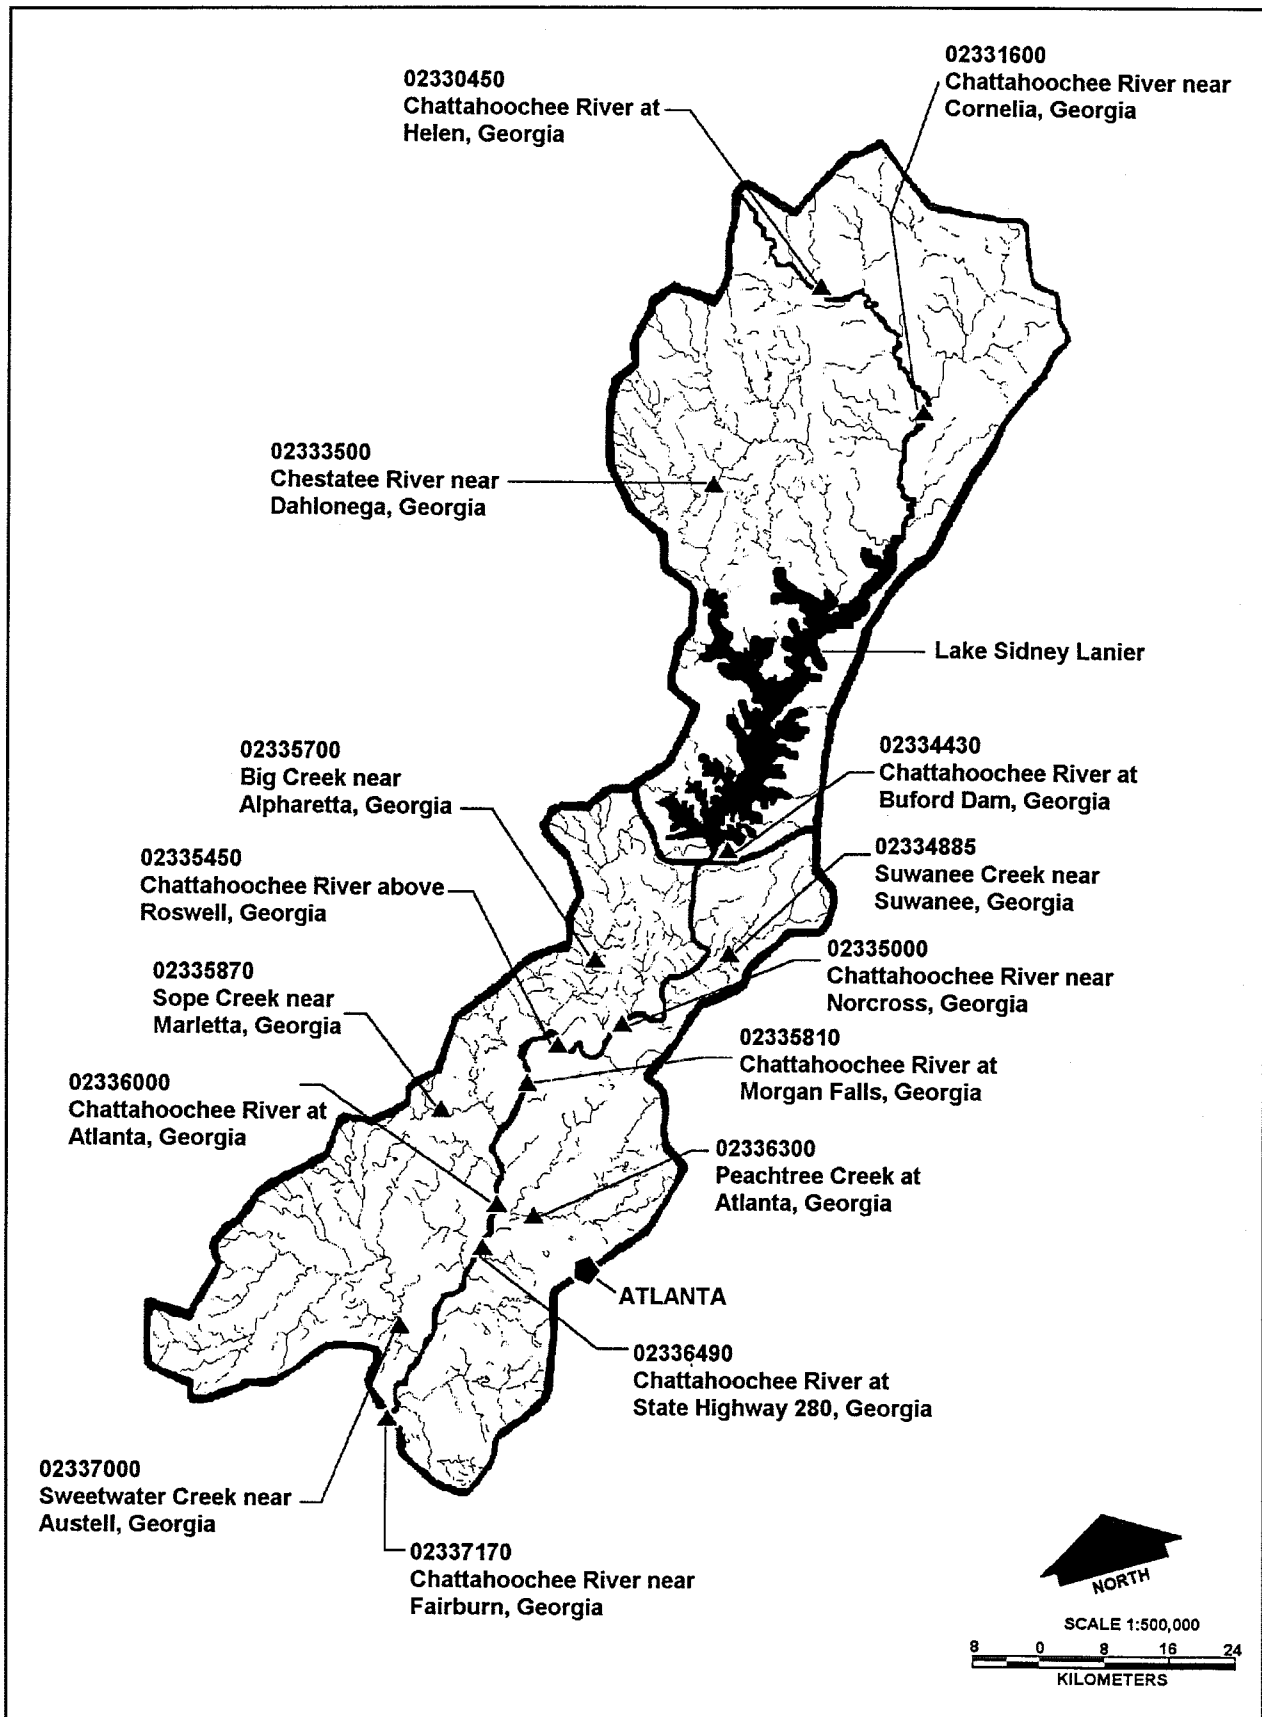 02331600
Chattahoochee River near
Cornelia, Georgia
02330450
Chattahoochee River at
Helen, Georgia
02333500
Chestatee River near
Dahlonega, Georgia
Lake Sidney Lanier
02335700
Big Creek near
Alpharetta, Georgia
02334430
Chattahoochee River at
Buford Dam, Georgia
02335450
Chattahoochee River above
Roswell, Georgia
02334885
Suwanee Creek near
Suwanee, Georgia
02335870
Sope Creek near
Marletta, Georgia
02335000
Chattahoochee River near
Norcross, Georgia
02335810
Chattahoochee River at
Morgan Falls, Georgia
02336000
Chattahoochee River at
Atlanta, Georgia
02336300
Peachtree Creek at
Atlanta, Georgia
ATLANTA
02336490
Chattahoochee River at
State Highway 280, Georgia
02337000
Sweetwater Creek near
Austell, Georgia
02337170
Chattahoochee River near
Fairburn, Georgia
NORTH
SCALE 1:500,000
8 0 8 16 24
KILOMETERS